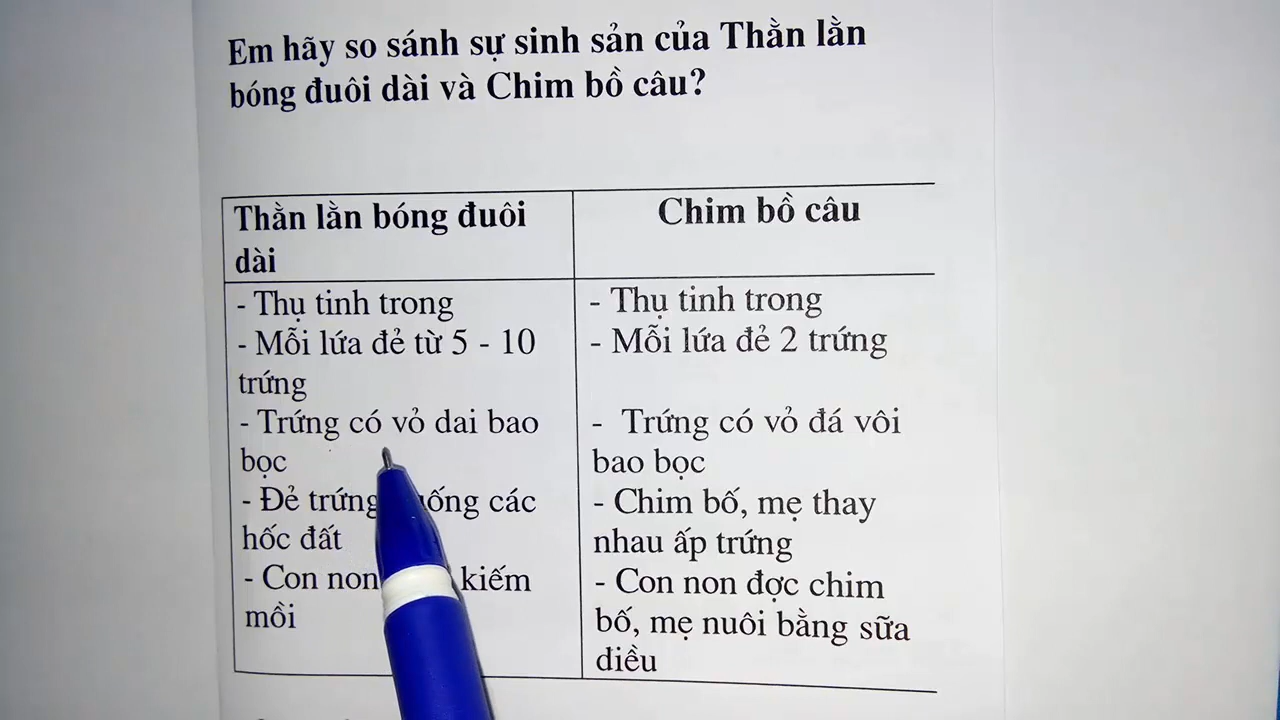 Em hãy so sánh sự sinh sản của Thằn lằn
bóng đuôi dài và Chim bồ câu?
Thằn lằn bóng đuôi
dài
Chim bồ câu
- Thụ tinh trong
- Mỗi lứa đẻ từ 5 - 10
trứng
- Trứng có vỏ dai bao
bọc
- Đẻ trứng các
hốc đất
- Con non kiếm
mồi
- Thụ tinh trong
- Mỗi lứa đẻ 2 trứng
- Trứng có vỏ đá vôi
bao bọc
- Chim bố, mẹ thay
nhau ấp trứng
- Con non đợc chim
bố, mẹ nuôi bằng sữa
diều